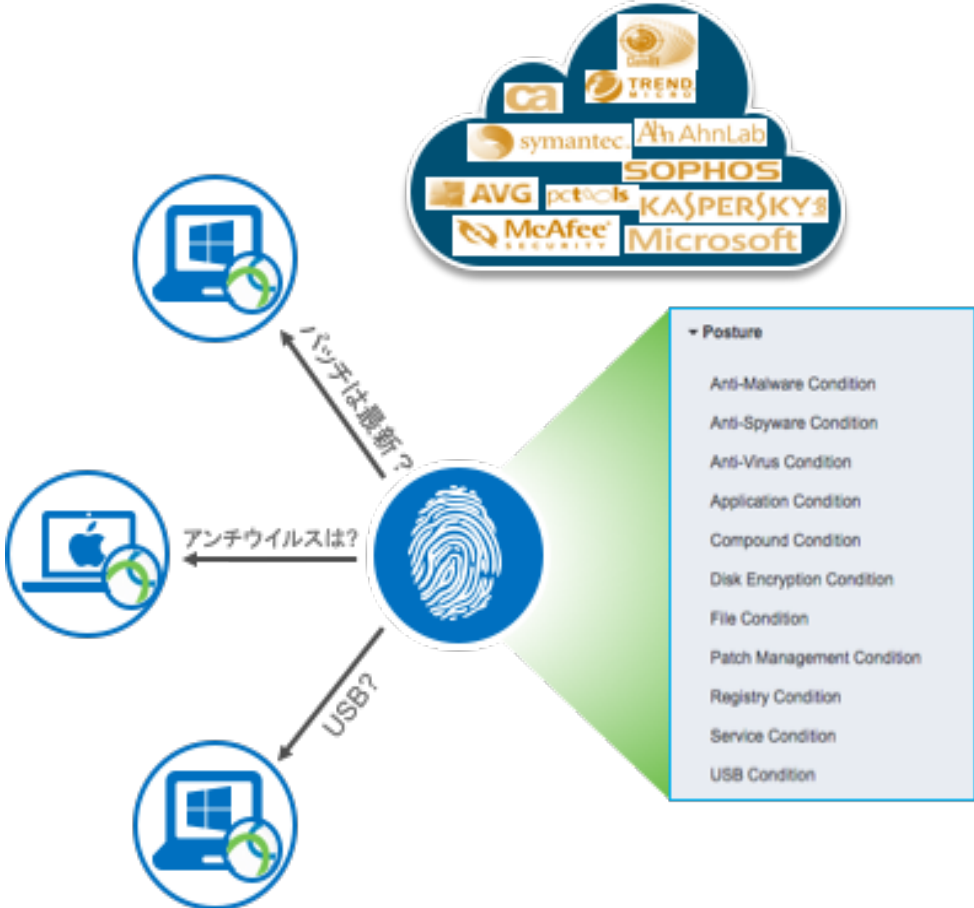 TREND
MICRO
ca
symantec.
Ahn AhnLab
SOPHOS
AVG
pctools
KASPERSKY
McAfee
SECURITY
Microsoft
パッチは最新？
アンチウイルスは?
USB?
Posture
Anti-Malware Condition
Anti-Spyware Condition
Anti-Virus Condition
Application Condition
Compound Condition
Disk Encryption Condition
File Condition
Patch Management Condition
Registry Condition
Service Condition
USB Condition